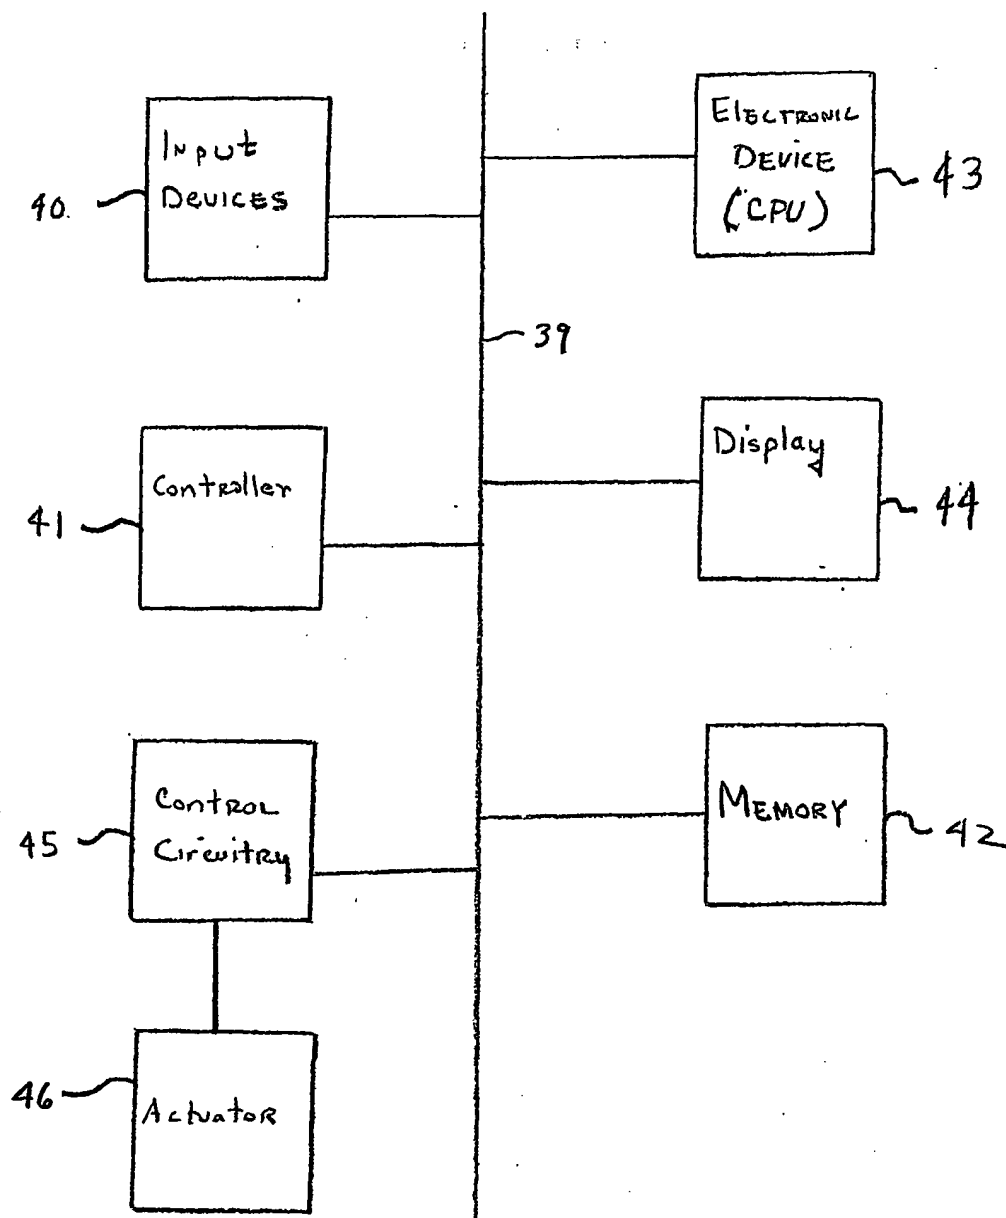 Input
Devices
40.
Electronic
Device
(CPU)
43
39
Controller
41
Display
44
Control
Circuitry
45
Memory
42
Actuator
46